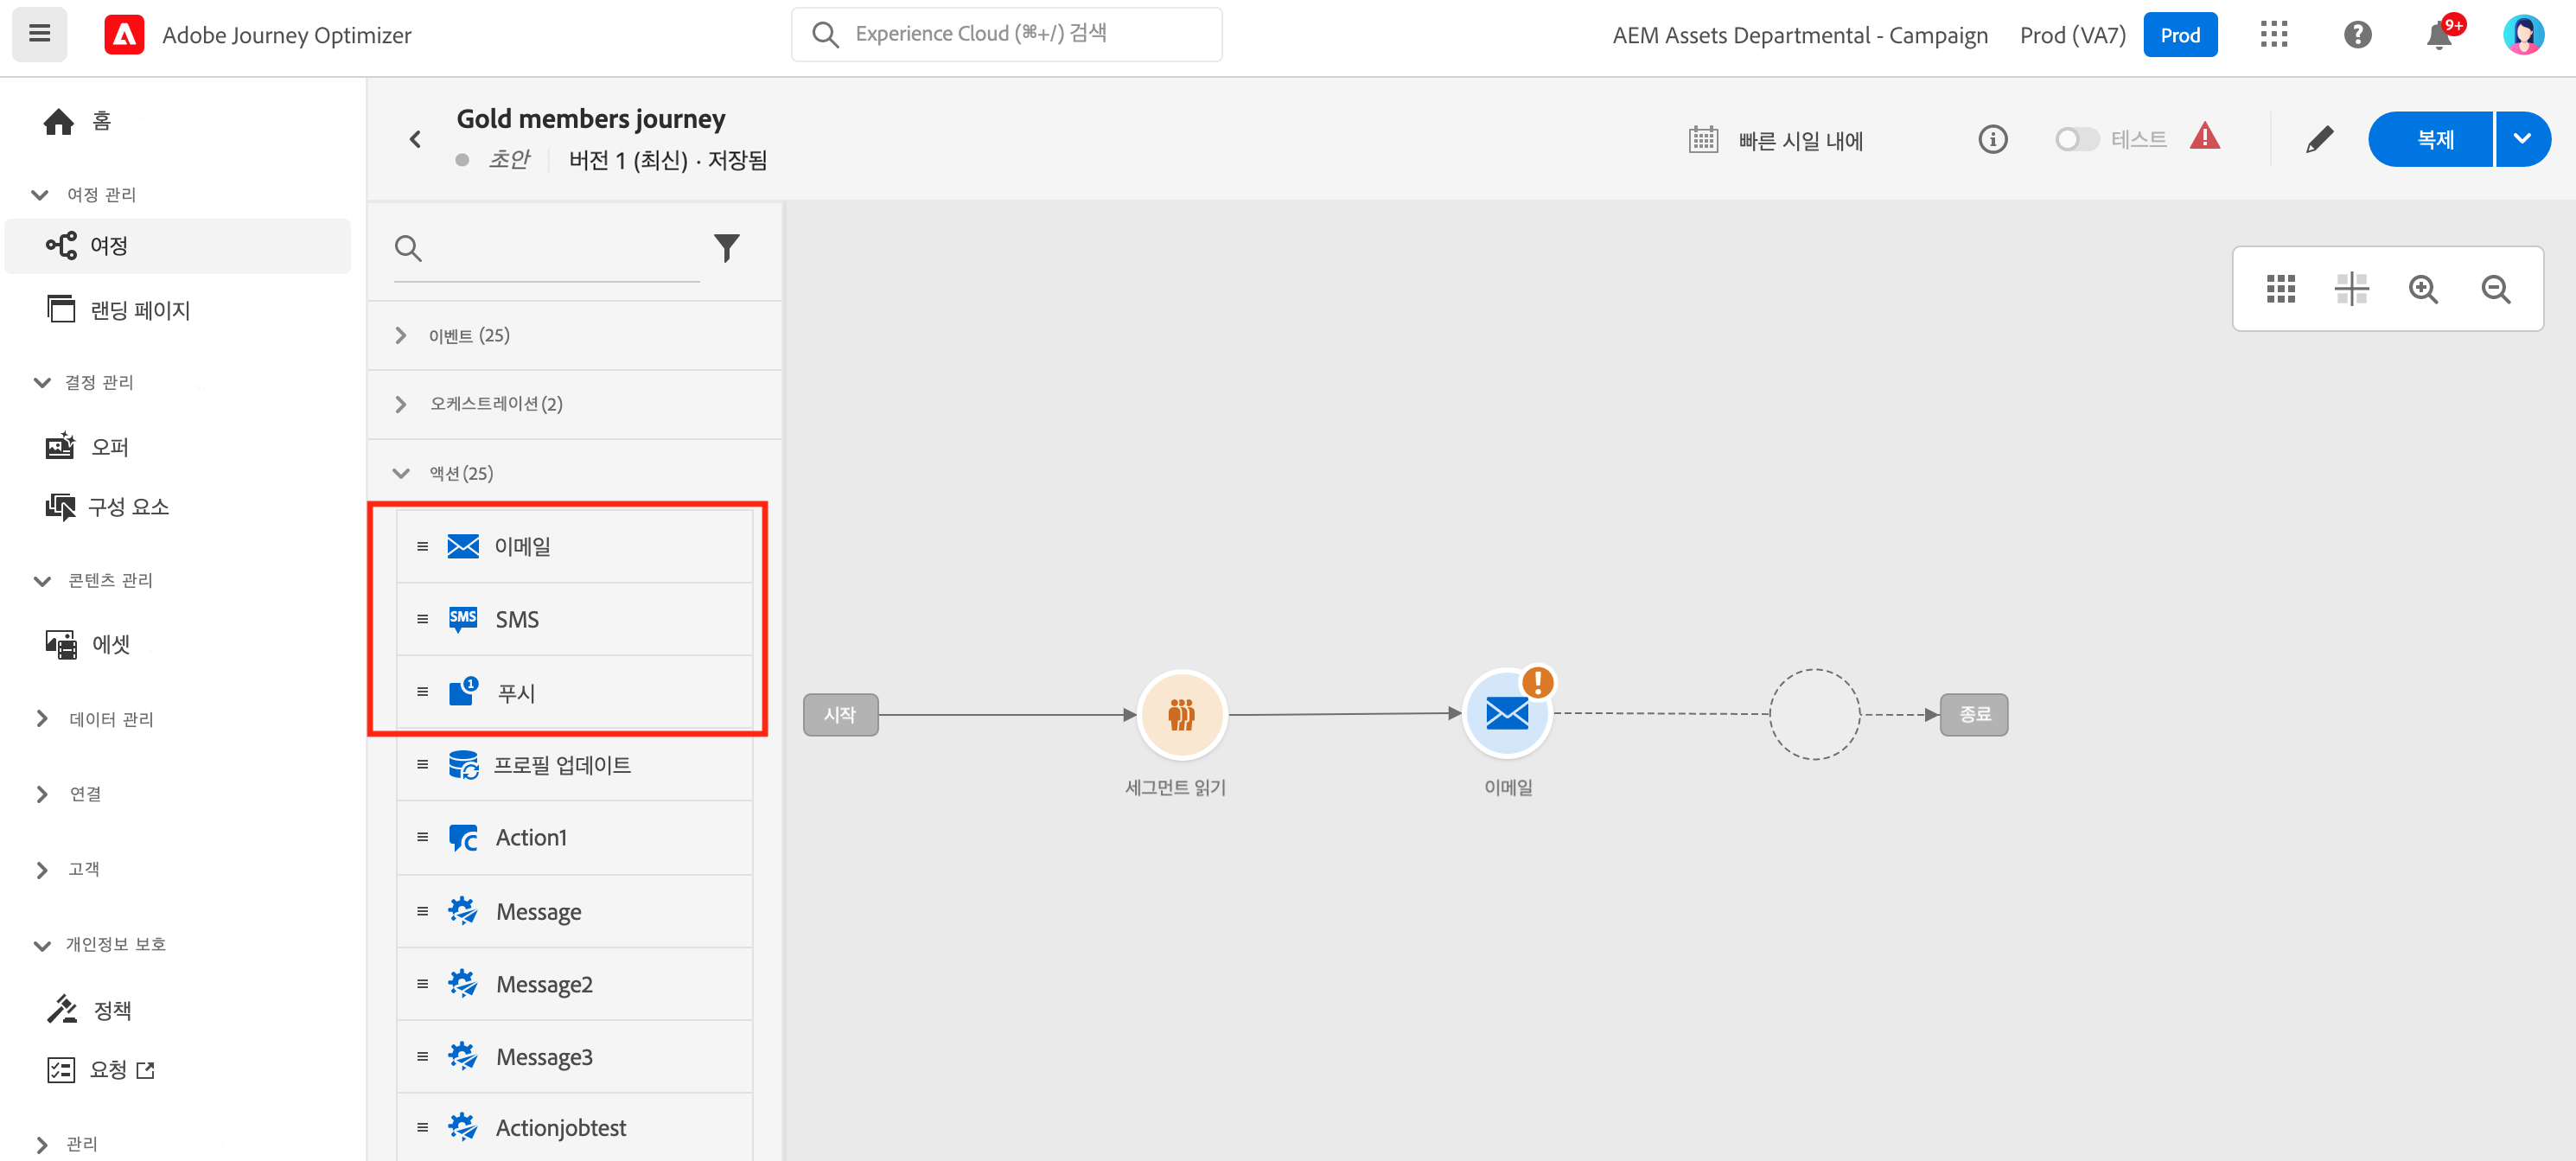 Adobe Journey Optimizer
Experience Cloud (⌘+/) 검색
AEM Assets Departmental - Campaign
Prod (VA7)
Prod
9+
홈
여정 관리
여정
랜딩 페이지
결정 관리
오퍼
구성 요소
콘텐츠 관리
에셋
데이터 관리
연결
고객
개인정보 보호
정책
요청
관리
Gold members journey
초안
버전 1 (최신) · 저장됨
빠른 시일 내에
테스트
복제
이벤트 (25)
오케스트레이션(2)
액션(25)
이메일
SMS
SMS
1
푸시
프로필 업데이트
Action1
Message
Message2
Message3
Actionjobtest
시작
세그먼트 읽기
이메일
종료